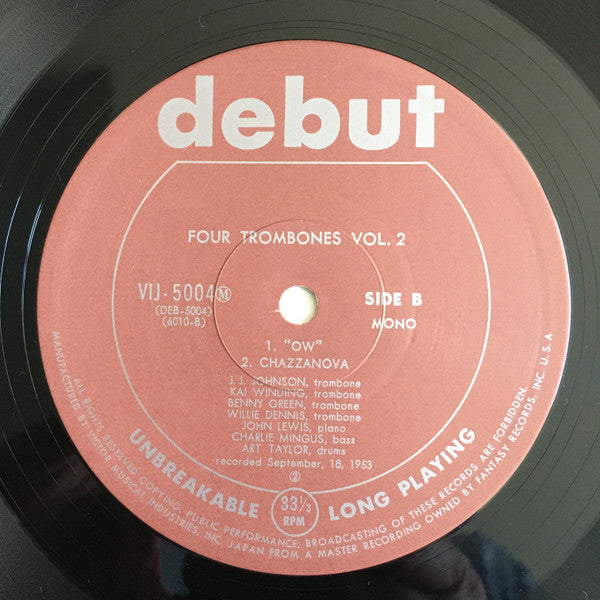 debut
FOUR TROMBONES VOL. 2
VIJ-5004 Ⓜ
(DEB-5004)
(6010-B)
SIDE B
MONO
1. "OW"
2. CHAZZANOVA
J. J. JOHNSON, trombone
KAI WINDING, trombone
BENNY GREEN, trombone
WILLIE DENNIS, trombone
JOHN LEWIS, piano
CHARLIE MINGUS, bass
ART TAYLOR, drums
recorded September, 18, 1953
②
UNBREAKABLE
33⅓
RPM
LONG PLAYING
ALL RIGHTS RESERVED COPYING, PUBLIC PERFORMANCE, BROADCASTING OF THESE RECORDS ARE FORBIDDEN.
MANUFACTURED BY VICTOR MUSICAL INDUSTRIES, INC. JAPAN FROM A MASTER RECORDING OWNED BY FANTASY RECORDS, INC. U. S. A